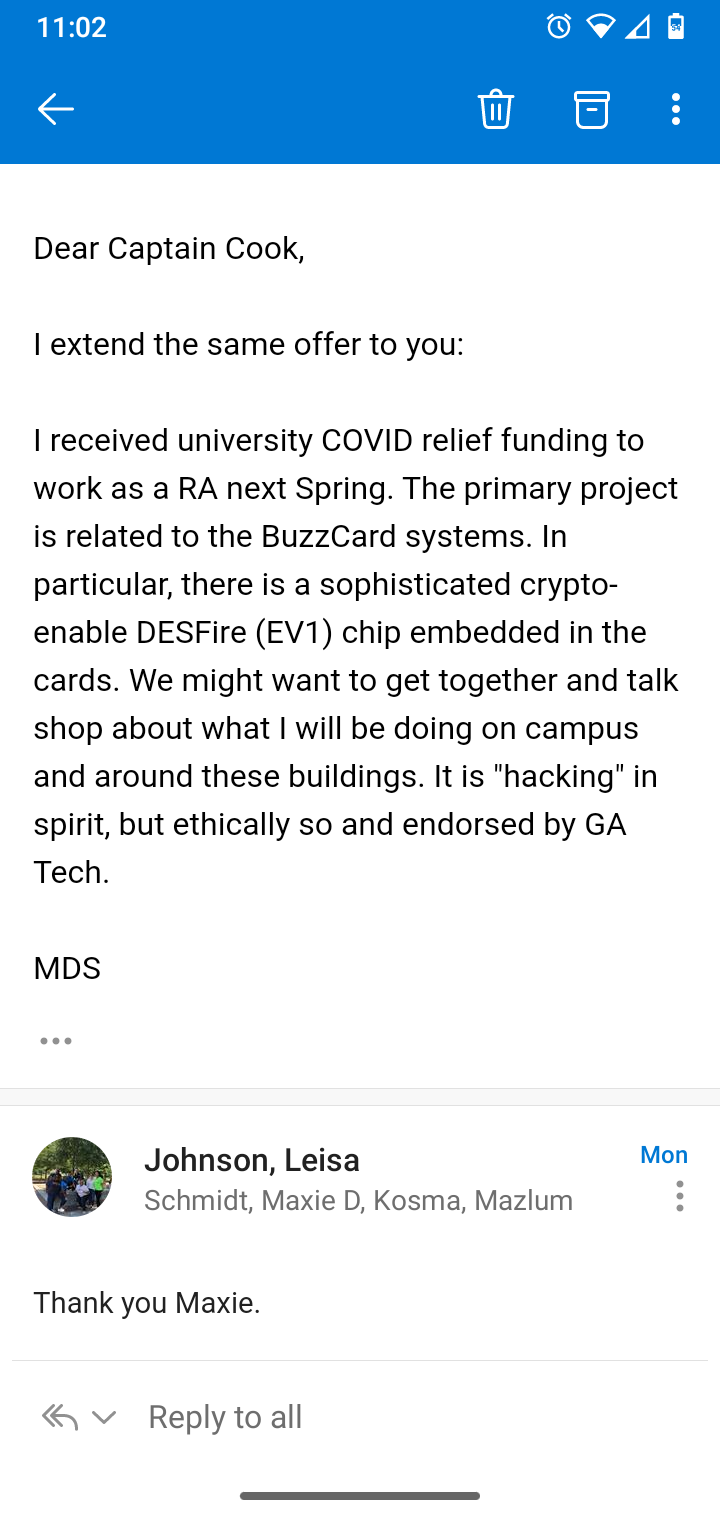 11:02
Dear Captain Cook,
I extend the same offer to you:
I received university COVID relief funding to
work as a RA next Spring. The primary project
is related to the BuzzCard systems. In
particular, there is a sophisticated crypto-
enable DESFire (EV1) chip embedded in the
cards. We might want to get together and talk
shop about what I will be doing on campus
and around these buildings. It is "hacking" in
spirit, but ethically so and endorsed by GA
Tech.
MDS
Johnson, Leisa
Mon
Schmidt, Maxie D, Kosma, Mazlum
Thank you Maxie.
Reply to all